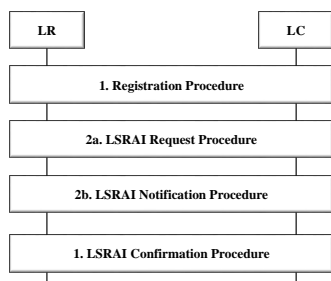 LR
LC
1. Registration Procedure
2a. LSRAI Request Procedure
2b. LSRAI Notification Procedure
1. LSRAI Confirmation Procedure